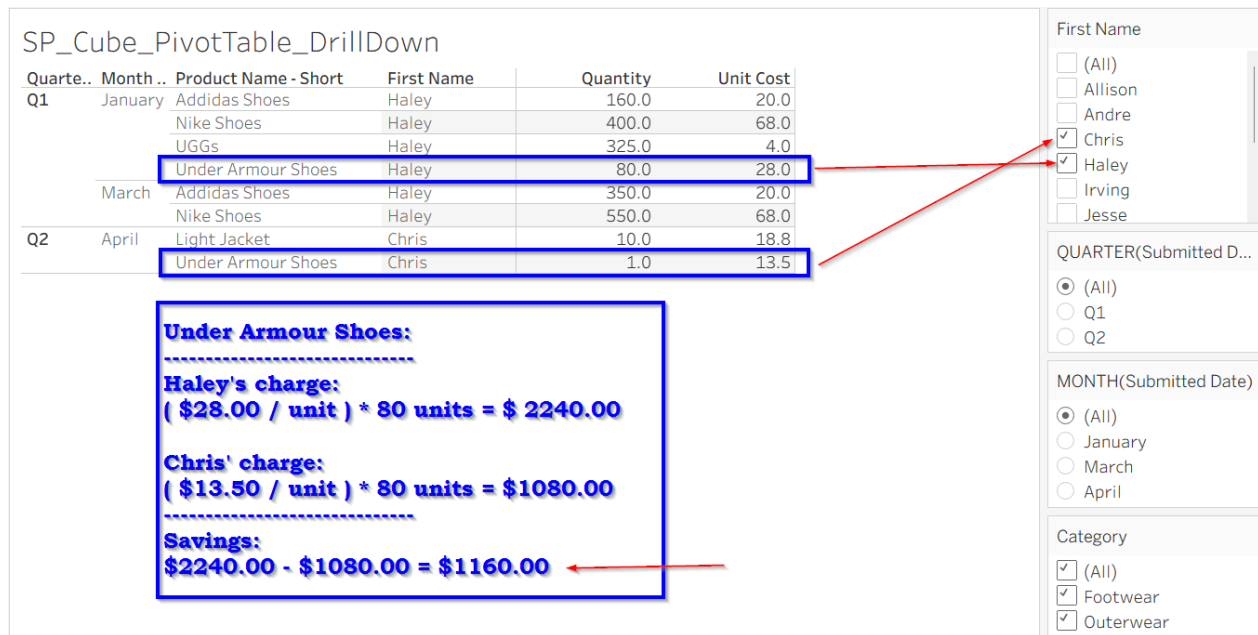 SP_Cube_PivotTable_DrillDown
Quarte.. Month .. Product Name - Short First Name Quantity Unit Cost
Q1 January Addidas Shoes Haley 160.0 20.0
Nike Shoes Haley 400.0 68.0
UGGs Haley 325.0 4.0
Under Armour Shoes Haley 80.0 28.0
March Addidas Shoes Haley 350.0 20.0
Nike Shoes Haley 550.0 68.0
Q2 April Light Jacket Chris 10.0 18.8
Under Armour Shoes Chris 1.0 13.5
Under Armour Shoes:
------------------------------
Haley's charge:
( $28.00 / unit ) * 80 units = $ 2240.00
Chris' charge:
( $13.50 / unit ) * 80 units = $1080.00
------------------------------
Savings:
$2240.00 - $1080.00 = $1160.00
First Name
(All)
Allison
Andre
Chris
Haley
Irving
Jesse
QUARTER(Submitted D...
(All)
Q1
Q2
MONTH(Submitted Date)
(All)
January
March
April
Category
(All)
Footwear
Outerwear